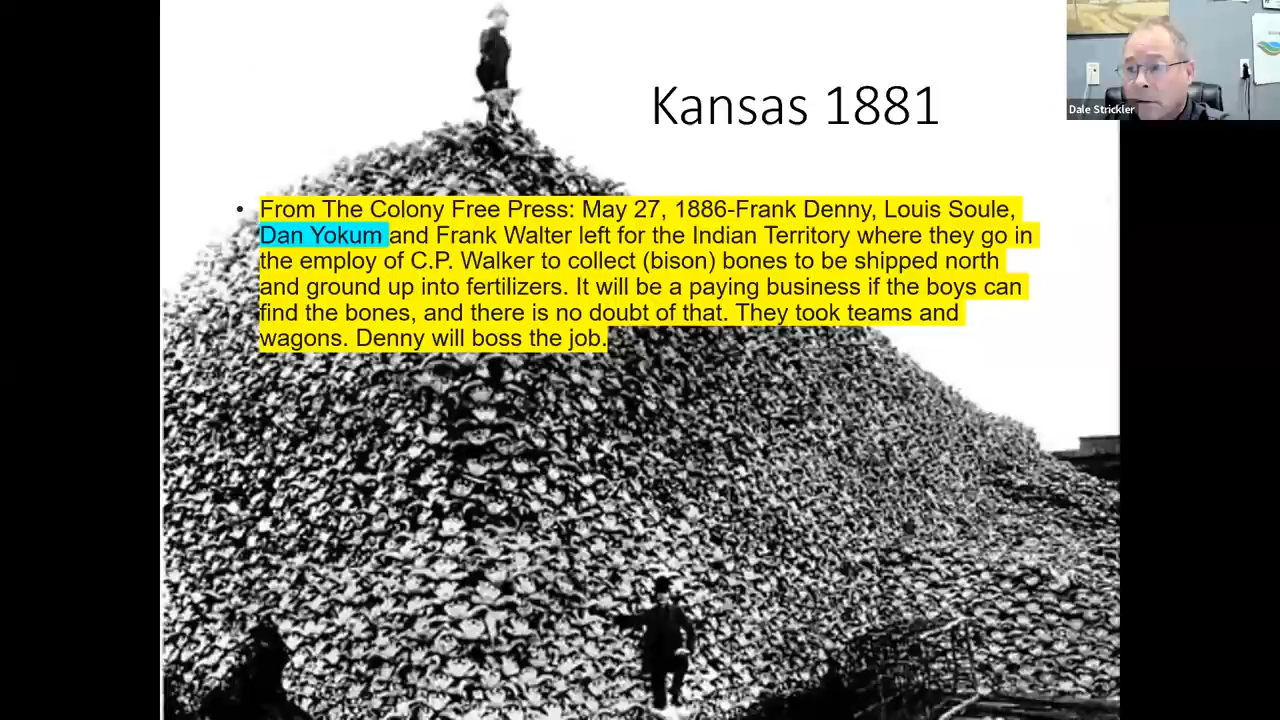 Kansas 1881
Dale Strickler
• From The Colony Free Press: May 27, 1886-Frank Denny, Louis Soule,
Dan Yokum and Frank Walter left for the Indian Territory where they go in
the employ of C.P. Walker to collect (bison) bones to be shipped north
and ground up into fertilizers. It will be a paying business if the boys can
find the bones, and there is no doubt of that. They took teams and
wagons. Denny will boss the job.